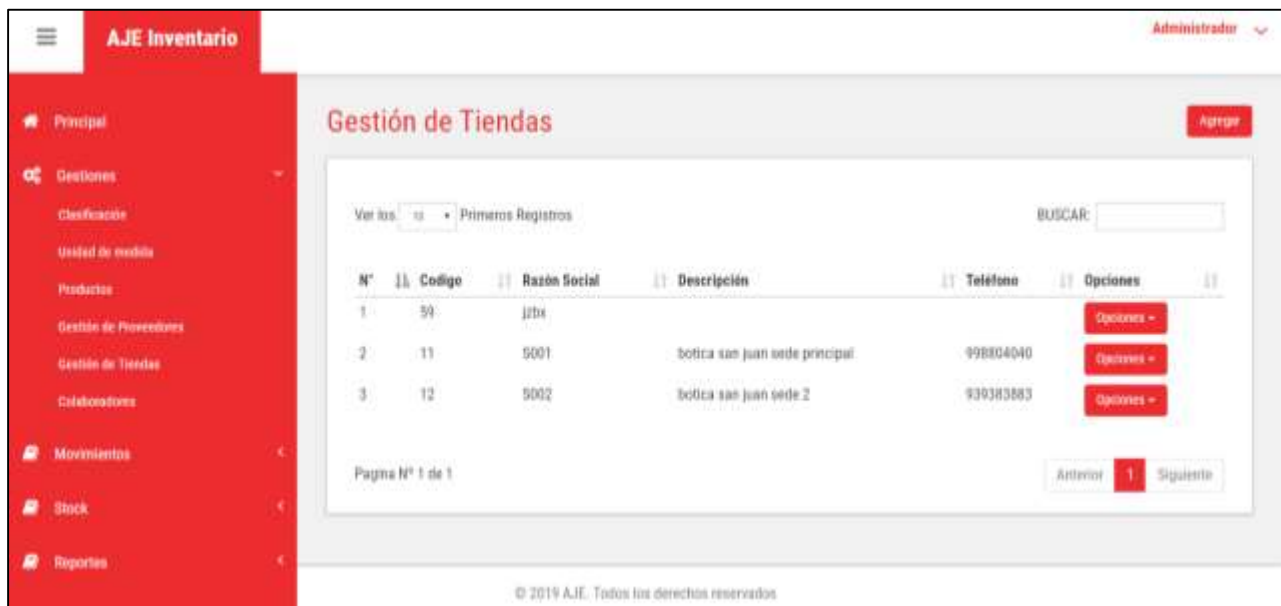 AJE Inventario
Administrador
Principal
Gestiones
Clasificación
Unidad de medida
Productos
Gestión de Proveedores
Gestión de Tiendas
Colaboradores
Movimientos
Stock
Reportes
Gestión de Tiendas
Agregar
Ver los 10 Primeros Registros BUSCAR:
N° Codigo Razón Social Descripción Teléfono Opciones
1 59 Opciones
2 11 S001 botica san juan sede principal 998804040 Opciones
3 12 S002 botica san juan sede 2 939383883 Opciones
Pagina N° 1 de 1 Anterior 1 Siguiente
© 2019 AJE. Todos los derechos reservados